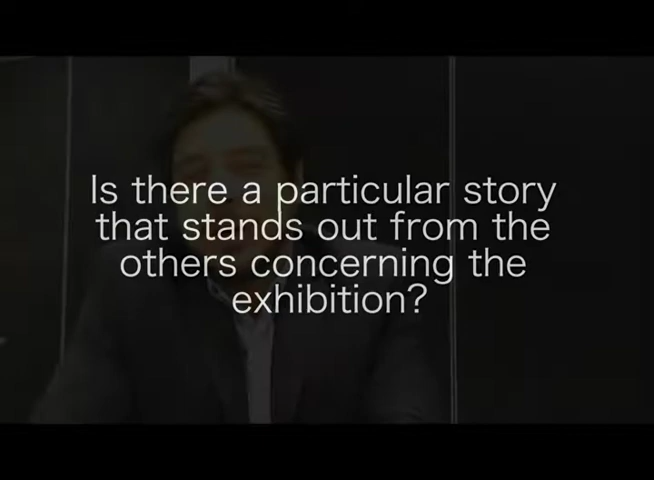 Is there a particular story
that stands out from the
others concerning the
exhibition?